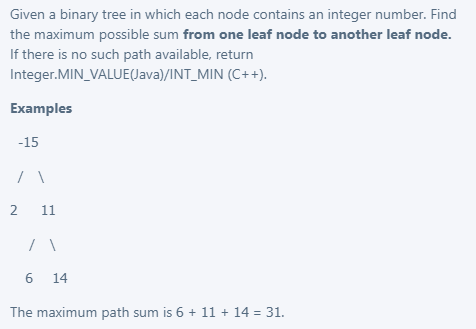 Given a binary tree in which each node contains an integer number. Find
the maximum possible sum from one leaf node to another leaf node.
If there is no such path available, return
Integer.MIN_VALUE(Java)/INT_MIN (C++).
Examples
-15
/ \
2 11
/ \
6 14
The maximum path sum is 6 + 11 + 14 = 31.